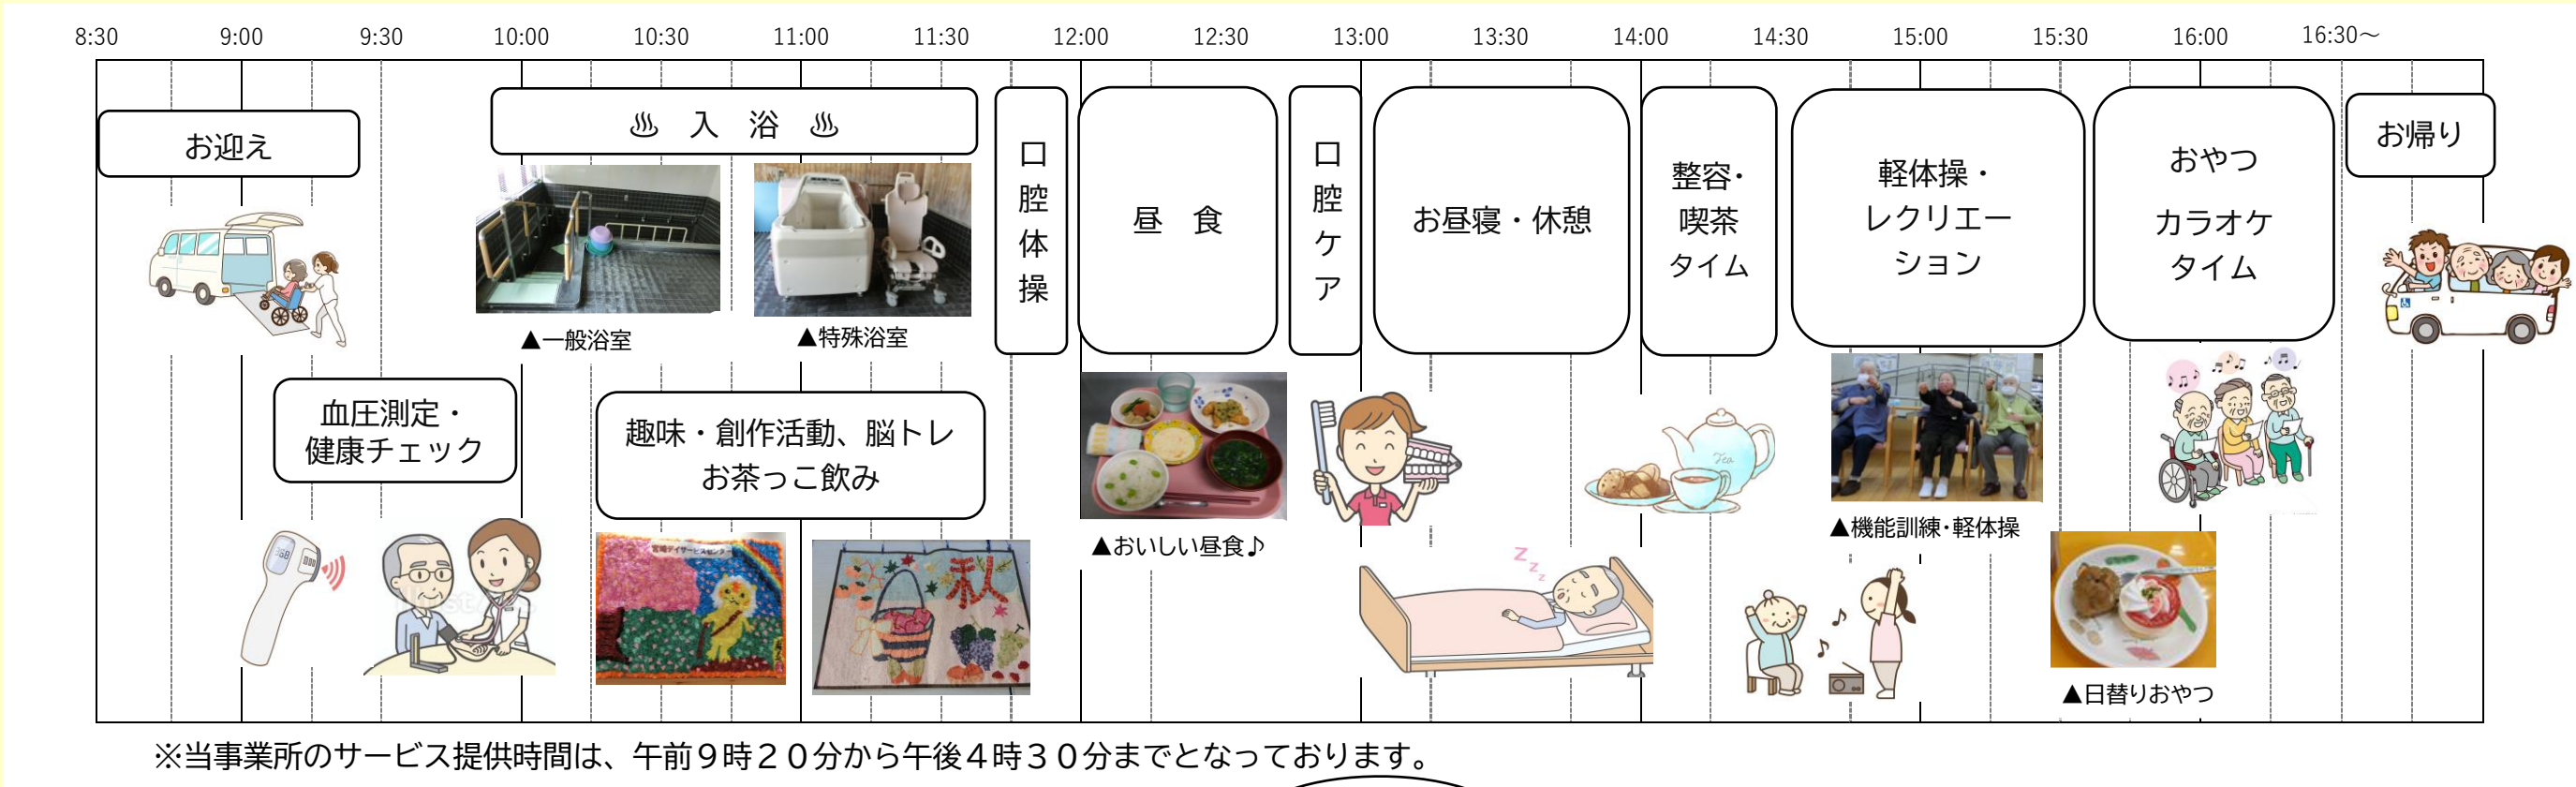 8:30 9:00 9:30 10:00 10:30 11:00 11:30 12:00 12:30 13:00 13:30 14:00 14:30 15:00 15:30 16:00 16:30～
お迎え
♨ 入 浴 ♨
▲一般浴室
▲特殊浴室
血圧測定・
健康チェック
趣味・創作活動、脳トレ
お茶っこ飲み
秋
口腔体操
昼 食
▲おいしい昼食♪
口腔ケア
お昼寝・休憩
Z z z
整容・
喫茶
タイム
Tea
軽体操・
レクリエー
ション
▲機能訓練・軽体操
おやつ
カラオケ
タイム
▲日替りおやつ
お帰り
※当事業所のサービス提供時間は、午前９時２０分から午後４時３０分までとなっております。